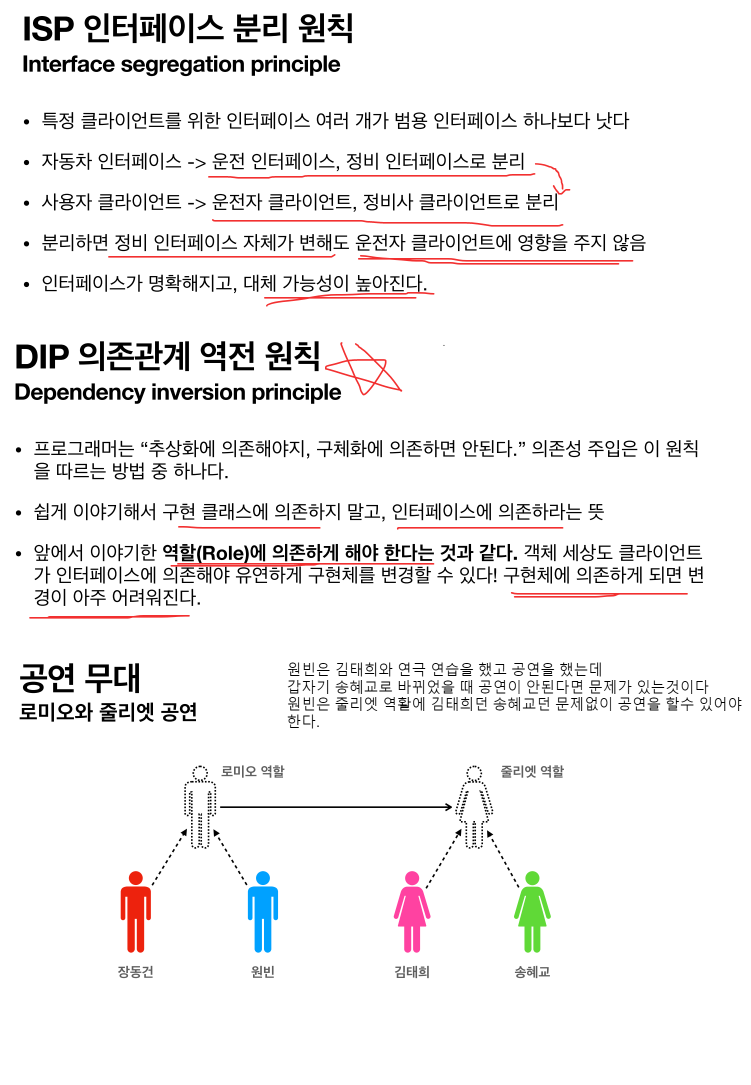 ISP 인터페이스 분리 원칙
Interface segregation principle
• 특정 클라이언트를 위한 인터페이스 여러 개가 범용 인터페이스 하나보다 낫다
• 자동차 인터페이스 -> 운전 인터페이스, 정비 인터페이스로 분리
• 사용자 클라이언트 -> 운전자 클라이언트, 정비사 클라이언트로 분리
• 분리하면 정비 인터페이스 자체가 변해도 운전자 클라이언트에 영향을 주지 않음
• 인터페이스가 명확해지고, 대체 가능성이 높아진다.
DIP 의존관계 역전 원칙
Dependency inversion principle
• 프로그래머는 “추상화에 의존해야지, 구체화에 의존하면 안된다.” 의존성 주입은 이 원칙
을 따르는 방법 중 하나다.
• 쉽게 이야기해서 구현 클래스에 의존하지 말고, 인터페이스에 의존하라는 뜻
• 앞에서 이야기한 역할(Role)에 의존하게 해야 한다는 것과 같다. 객체 세상도 클라이언트
가 인터페이스에 의존해야 유연하게 구현체를 변경할 수 있다! 구현체에 의존하게 되면 변
경이 아주 어려워진다.
공연 무대
로미오와 줄리엣 공연
원빈은 김태희와 연극 연습을 했고 공연을 했는데
갑자기 송혜교로 바뀌었을 때 공연이 안된다면 문제가 있는것이다
원빈은 줄리엣 역활에 김태희던 송혜교던 문제없이 공연을 할수 있어야
한다.
로미오 역할
줄리엣 역할
장동건
원빈
김태희
송혜교